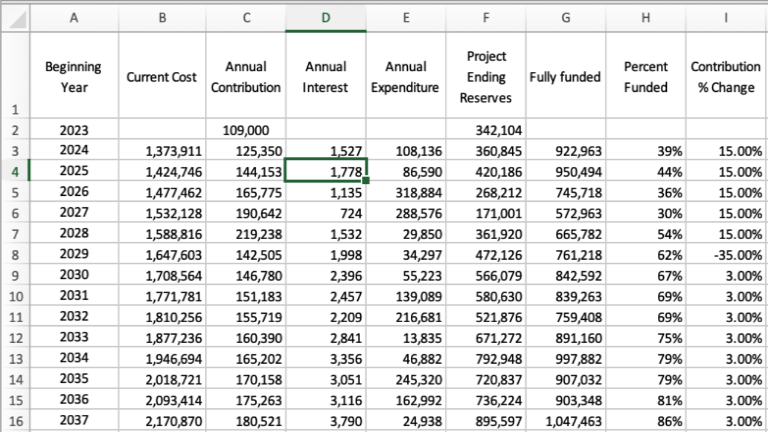 A B C D E F G H I
1 Beginning Year Current Cost Annual Contribution Annual Interest Annual Expenditure Project Ending Reserves Fully funded Percent Funded Contribution % Change
2 2023 109,000 342,104
3 2024 1,373,911 125,350 1,527 108,136 360,845 922,963 39% 15.00%
4 2025 1,424,746 144,153 1,778 86,590 420,186 950,494 44% 15.00%
5 2026 1,477,462 165,775 1,135 318,884 268,212 745,718 36% 15.00%
6 2027 1,532,128 190,642 724 288,576 171,001 572,963 30% 15.00%
7 2028 1,588,816 219,238 1,532 29,850 361,920 665,782 54% 15.00%
8 2029 1,647,603 142,505 1,998 34,297 472,126 761,218 62% -35.00%
9 2030 1,708,564 146,780 2,396 55,223 566,079 842,592 67% 3.00%
10 2031 1,771,781 151,183 2,457 139,089 580,630 839,263 69% 3.00%
11 2032 1,810,256 155,719 2,209 216,681 521,876 759,408 69% 3.00%
12 2033 1,877,236 160,390 2,841 13,835 671,272 891,160 75% 3.00%
13 2034 1,946,694 165,202 3,356 46,882 792,948 997,882 79% 3.00%
14 2035 2,018,721 170,158 3,051 245,320 720,837 907,032 79% 3.00%
15 2036 2,093,414 175,263 3,116 162,992 736,224 903,348 81% 3.00%
16 2037 2,170,870 180,521 3,790 24,938 895,597 1,047,463 86% 3.00%